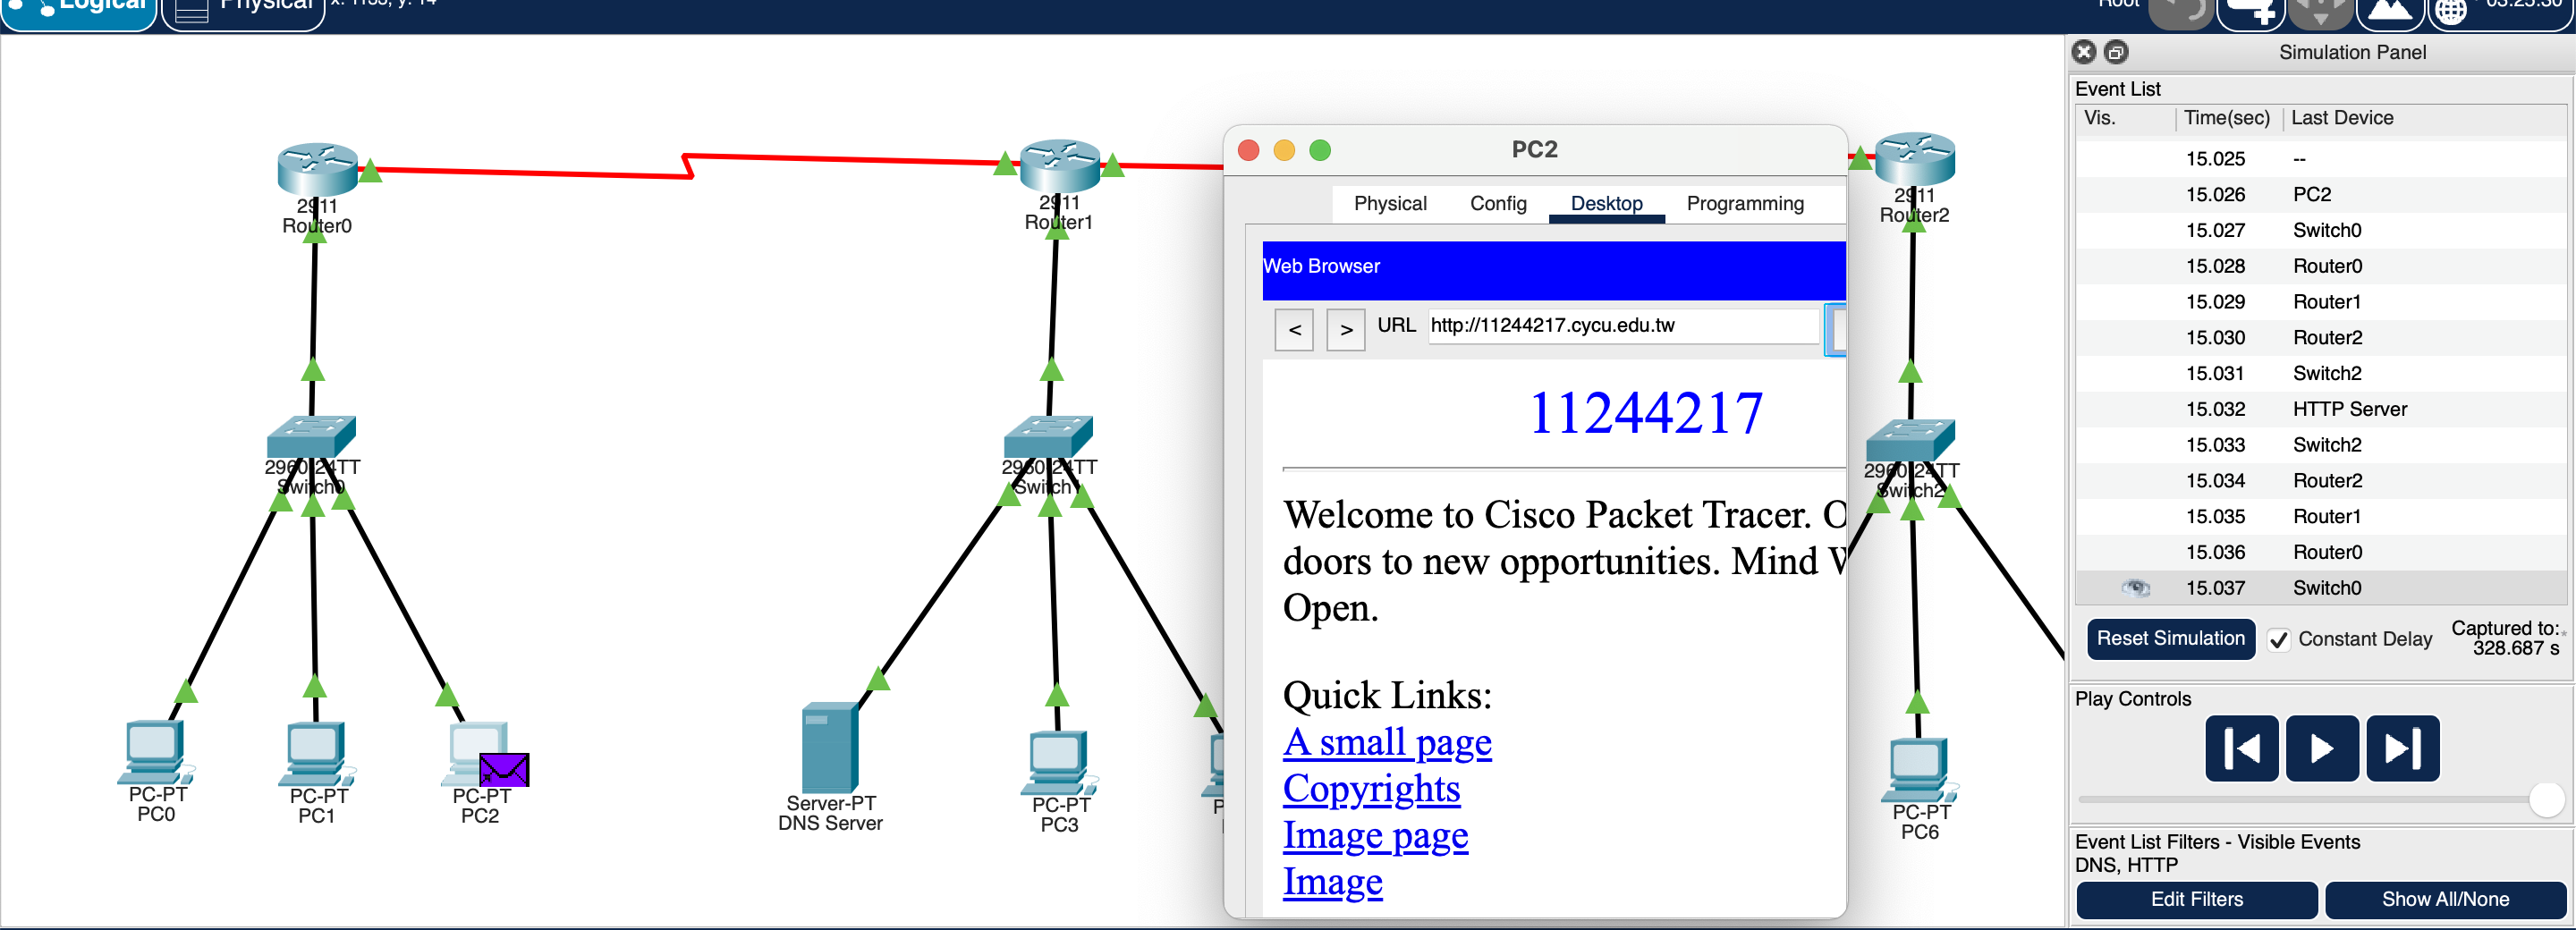 Logical
Physical
Root
03:25:30
2911
Router0
2911
Router1
2911
Router2
2960-24TT
Switch0
2950-24TT
Switch1
2960-24TT
Switch2
PC-PT
PC0
PC-PT
PC1
PC-PT
PC2
Server-PT
DNS Server
PC-PT
PC3
PC-PT
PC6
PC2
Physical
Config
Desktop
Programming
Web Browser
<
>
URL
http://11244217.cycu.edu.tw
11244217
Welcome to Cisco Packet Tracer. O
doors to new opportunities. Mind W
Open.
Quick Links:
A small page
Copyrights
Image page
Image
Simulation Panel
Event List
Vis. Time(sec) Last Device
15.025 --
15.026 PC2
15.027 Switch0
15.028 Router0
15.029 Router1
15.030 Router2
15.031 Switch2
15.032 HTTP Server
15.033 Switch2
15.034 Router2
15.035 Router1
15.036 Router0
15.037 Switch0
Reset Simulation
Constant Delay
Captured to:*
328.687 s
Play Controls
Event List Filters - Visible Events
DNS, HTTP
Edit Filters
Show All/None